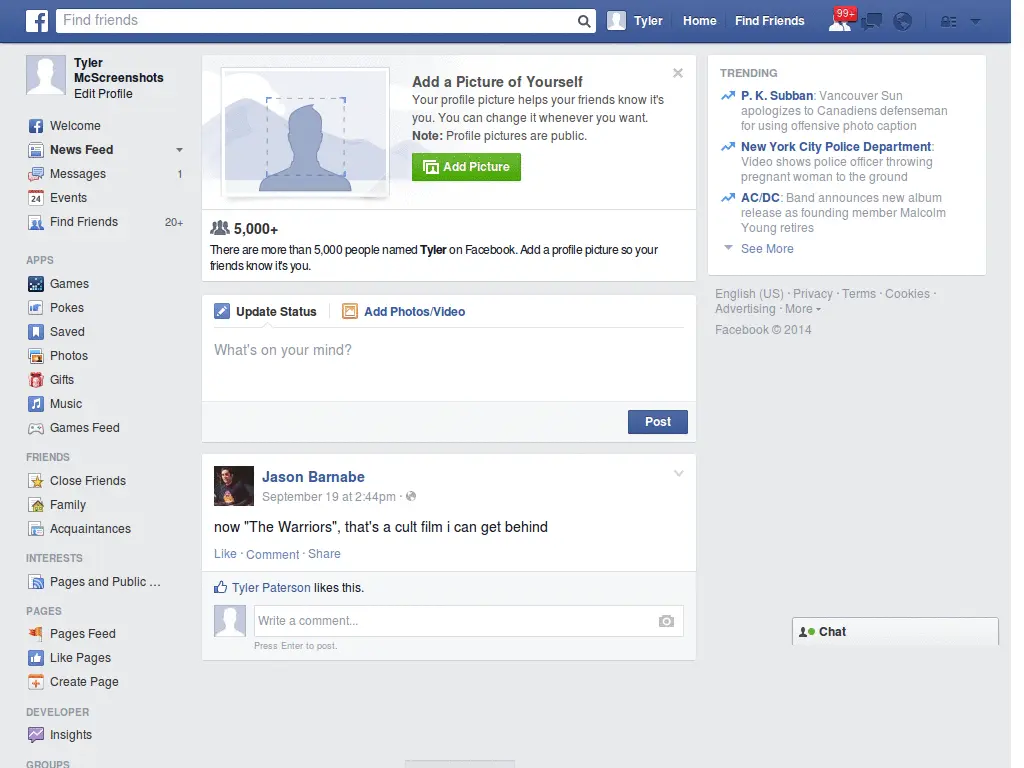 Find friends
Tyler
Home
Find Friends
99+
Tyler
McScreenshots
Edit Profile
Welcome
News Feed
Messages 1
24 Events
Find Friends 20+
APPS
Games
Pokes
Saved
Photos
Gifts
Music
Games Feed
FRIENDS
Close Friends
Family
Acquaintances
INTERESTS
Pages and Public ...
PAGES
Pages Feed
Like Pages
Create Page
DEVELOPER
Insights
GROUPS
Add a Picture of Yourself
Your profile picture helps your friends know it's
you. You can change it whenever you want.
Note: Profile pictures are public.
Add Picture
5,000+
There are more than 5,000 people named Tyler on Facebook. Add a profile picture so your
friends know it's you.
Update Status
Add Photos/Video
What's on your mind?
Post
Jason Barnabe
September 19 at 2:44pm ·
now "The Warriors", that's a cult film i can get behind
Like · Comment · Share
Tyler Paterson likes this.
Write a comment...
Press Enter to post.
TRENDING
P. K. Subban: Vancouver Sun
apologizes to Canadiens defenseman
for using offensive photo caption
New York City Police Department:
Video shows police officer throwing
pregnant woman to the ground
AC/DC: Band announces new album
release as founding member Malcolm
Young retires
See More
English (US) · Privacy · Terms · Cookies ·
Advertising · More
Facebook © 2014
Chat